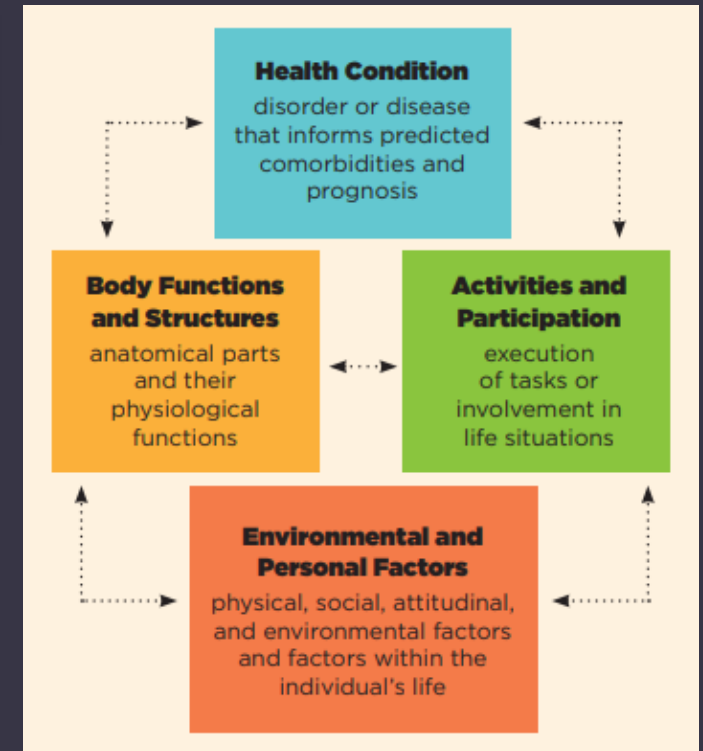 Health Condition
disorder or disease
that informs predicted
comorbidities and
prognosis
Body Functions
and Structures
anatomical parts
and their
physiological
functions
Activities and
Participation
execution
of tasks or
involvement in
life situations
Environmental and
Personal Factors
physical, social, attitudinal,
and environmental factors
and factors within the
individual's life